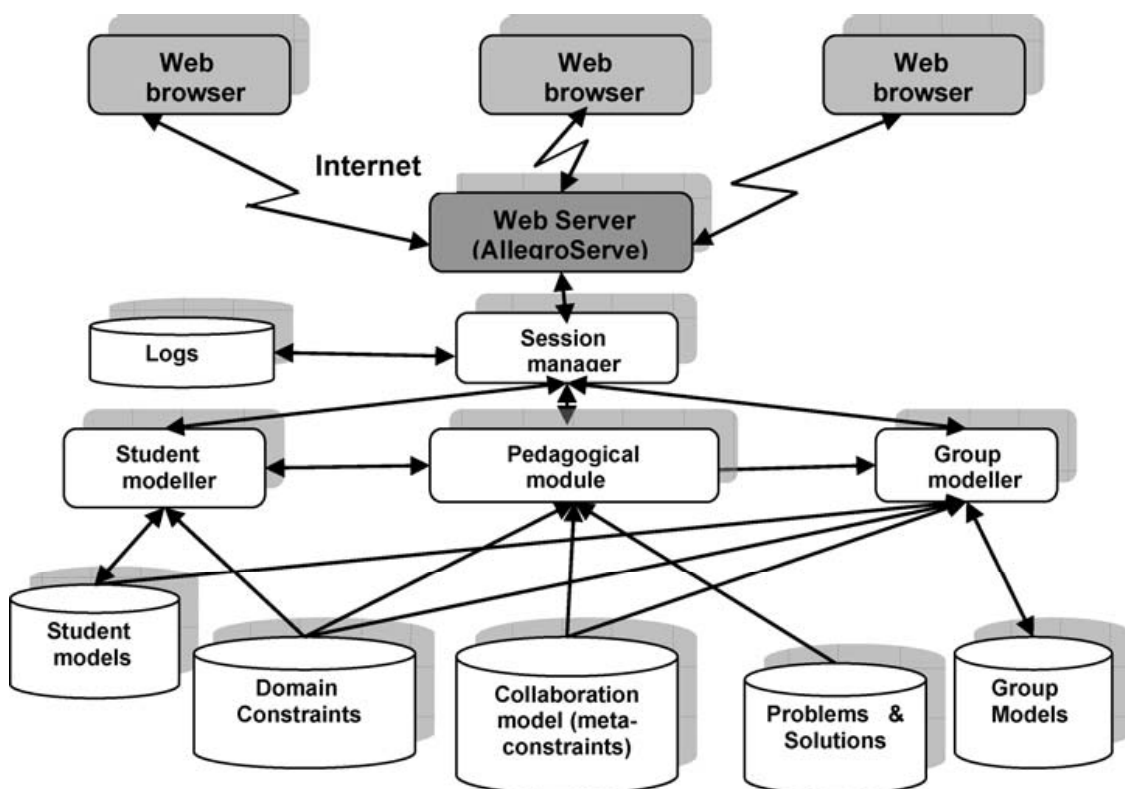 Web
browser
Web
browser
Web
browser
Internet
Web Server
(AllegroServe)
Session
manager
Logs
Student
modeller
Pedagogical
module
Group
modeller
Student
models
Domain
Constraints
Collaboration
model (meta-
constraints)
Problems &
Solutions
Group
Models